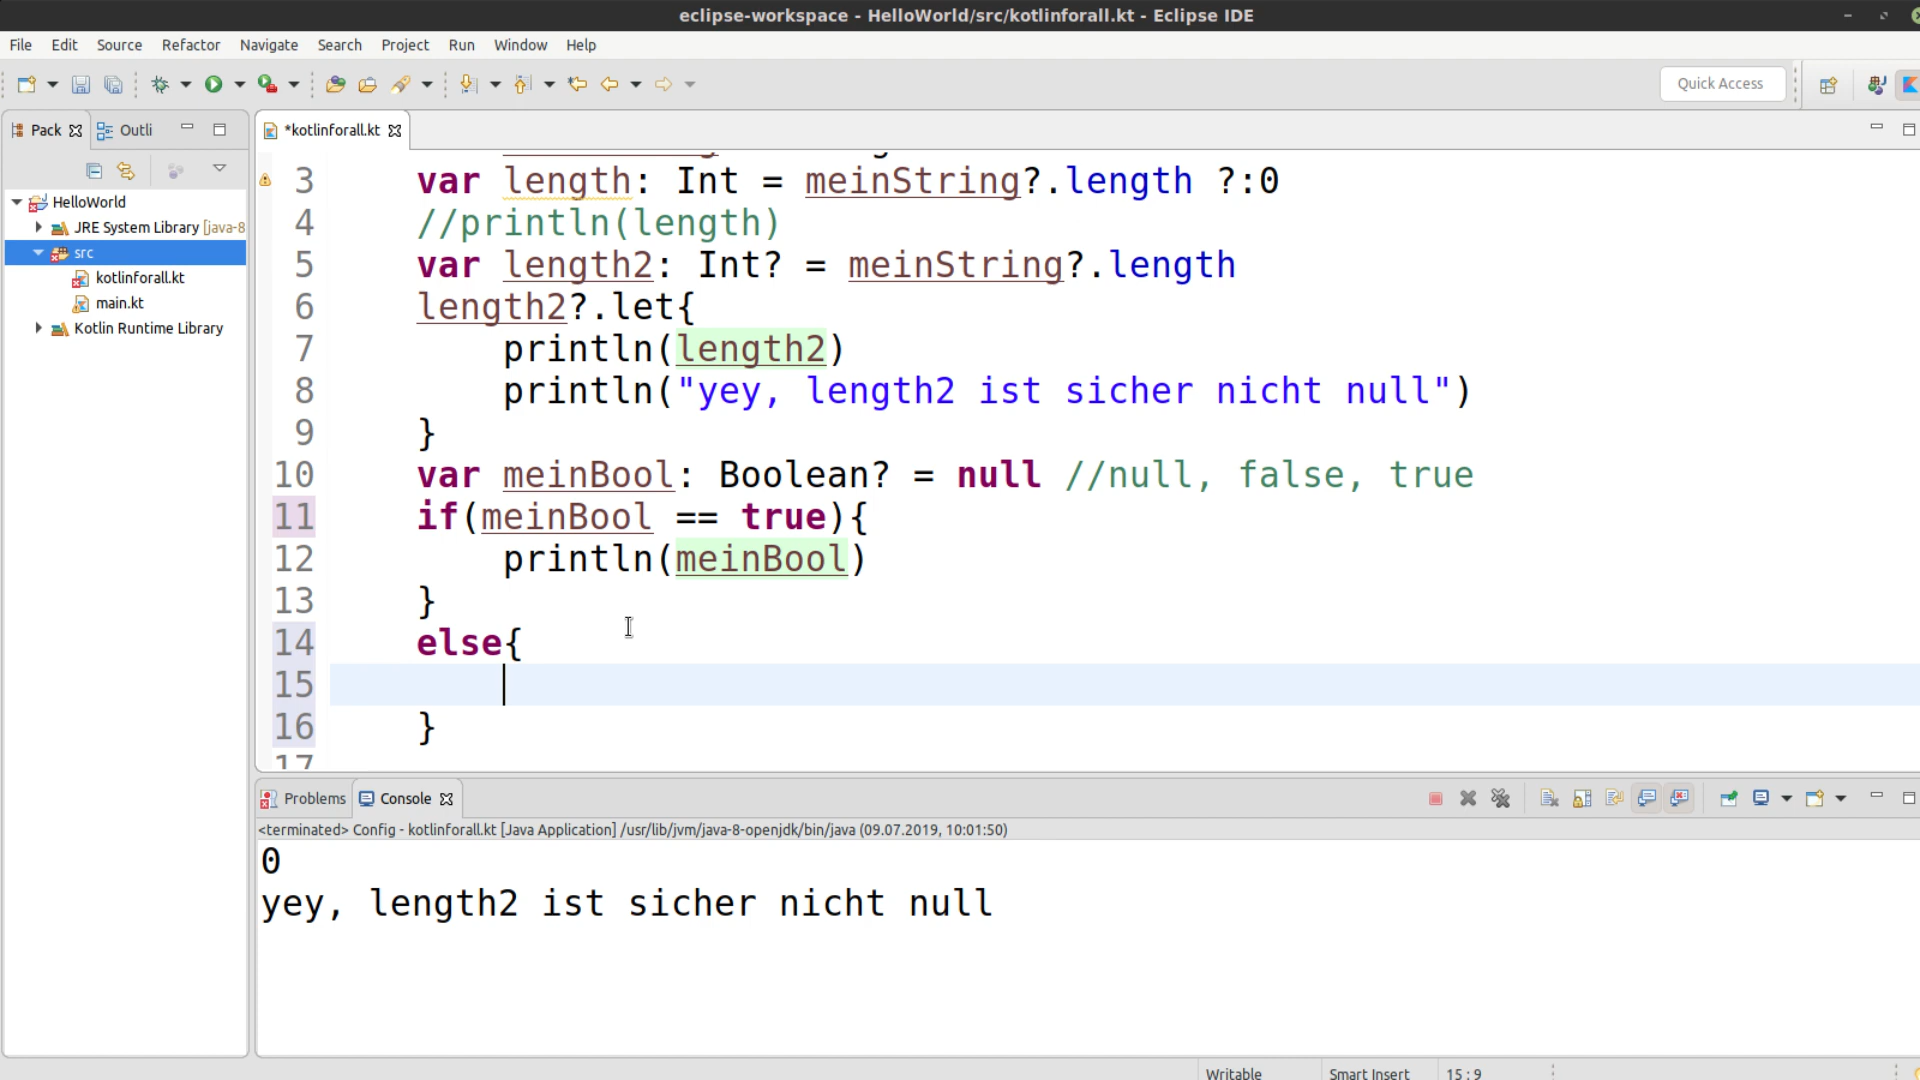 eclipse-workspace - HelloWorld/src/kotlinforall.kt - Eclipse IDE
File Edit Source Refactor Navigate Search Project Run Window Help
Quick Access
Pack Outli
*kotlinforall.kt
HelloWorld
JRE System Library [java-8
src
kotlinforall.kt
main.kt
Kotlin Runtime Library
3 var length: Int = meinString?.length ?:0
4 //println(length)
5 var length2: Int? = meinString?.length
6 length2?.let{
7 println(length2)
8 println("yey, length2 ist sicher nicht null")
9 }
10 var meinBool: Boolean? = null //null, false, true
11 if(meinBool == true){
12 println(meinBool)
13 }
14 else{
15
16 }
17
Problems Console
<terminated> Config - kotlinforall.kt [Java Application] /usr/lib/jvm/java-8-openjdk/bin/java (09.07.2019, 10:01:50)
0
yey, length2 ist sicher nicht null
Writable Smart Insert 15 : 9